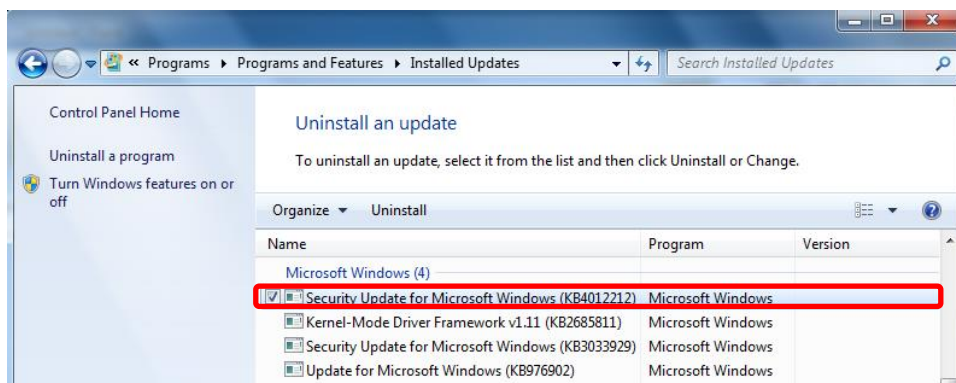 « Programs ▸ Programs and Features ▸ Installed Updates Search Installed Updates
Control Panel Home
Uninstall a program
Turn Windows features on or
off
Uninstall an update
To uninstall an update, select it from the list and then click Uninstall or Change.
Organize Uninstall
Name Program Version
Microsoft Windows (4)
Security Update for Microsoft Windows (KB4012212) Microsoft Windows
Kernel-Mode Driver Framework v1.11 (KB2685811) Microsoft Windows
Security Update for Microsoft Windows (KB3033929) Microsoft Windows
Update for Microsoft Windows (KB976902) Microsoft Windows